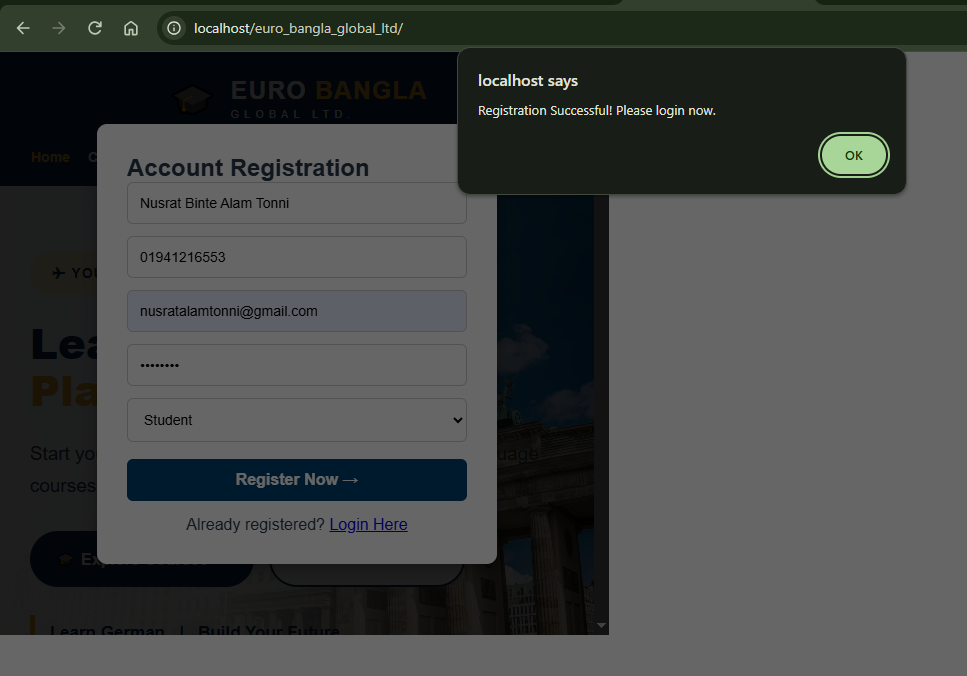 localhost/euro_bangla_global_ltd/
localhost says
Registration Successful! Please login now.
OK
EURO BANGLA
GLOBAL LTD.
Home C
Account Registration
Nusrat Binte Alam Tonni
01941216553
nusratalamtonni@gmail.com
••••••••
Student
Register Now →
Already registered? Login Here
✈ YOU
Lea
Pla
Start yo uage
courses
Learn German | Build Your Future